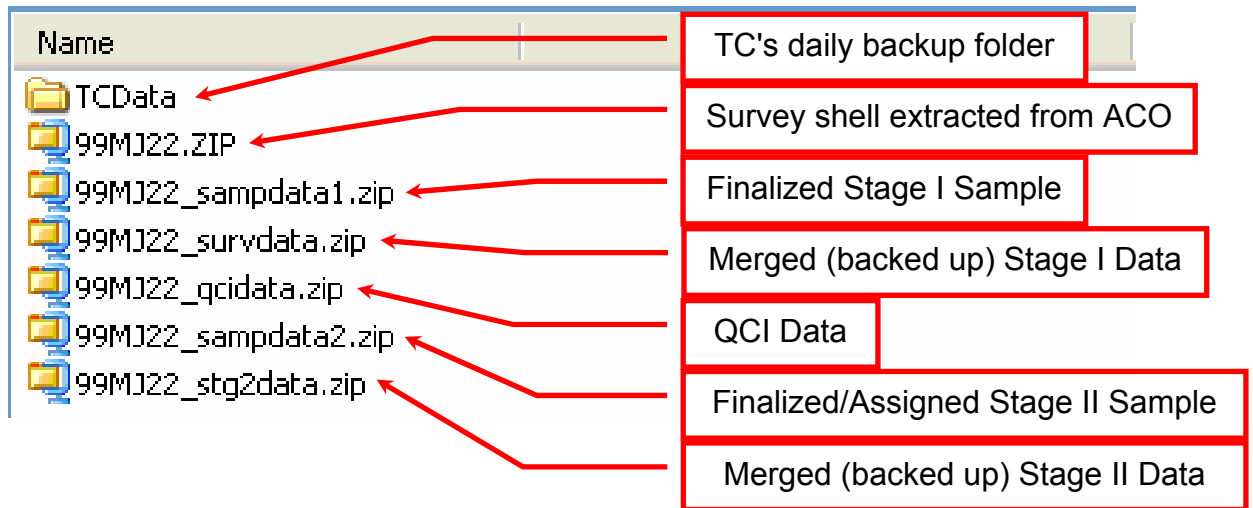 Name
TCData
99MJ22.ZIP
99MJ22_sampdata1.zip
99MJ22_survdata.zip
99MJ22_qcidata.zip
99MJ22_sampdata2.zip
99MJ22_stg2data.zip
TC's daily backup folder
Survey shell extracted from ACO
Finalized Stage I Sample
Merged (backed up) Stage I Data
QCI Data
Finalized/Assigned Stage II Sample
Merged (backed up) Stage II Data